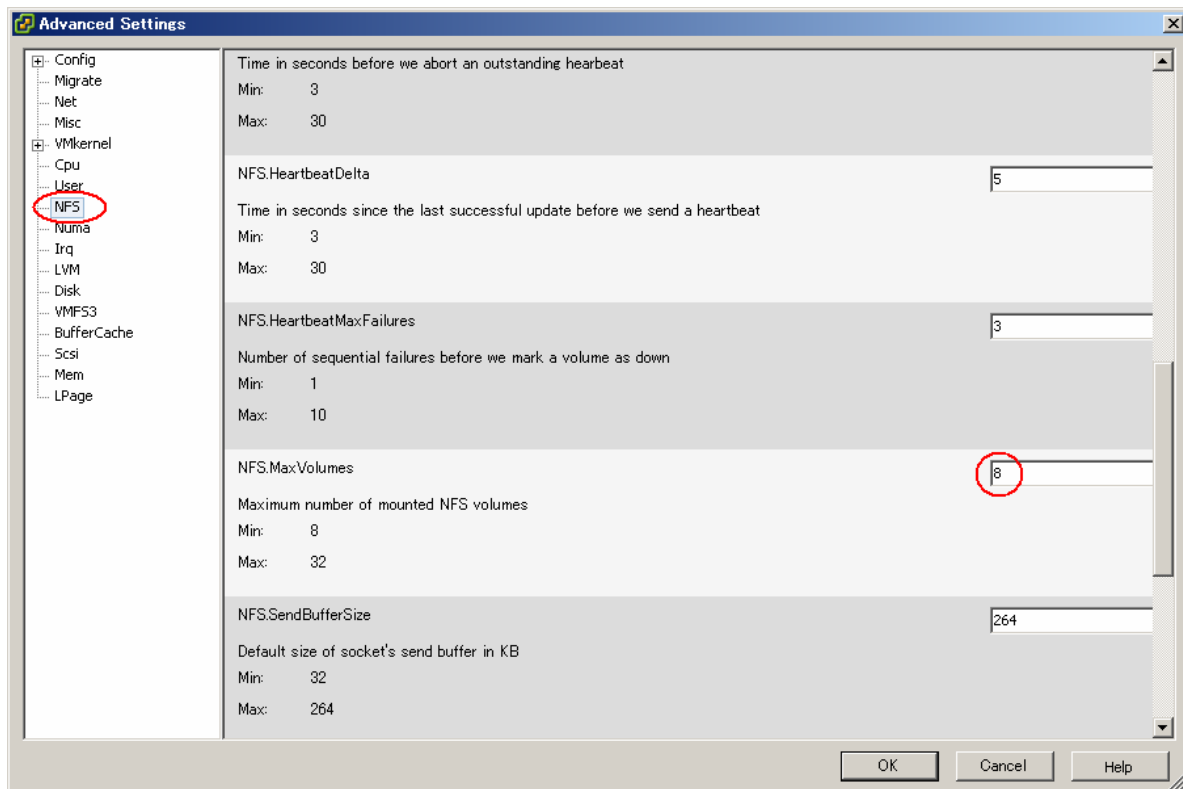 Advanced Settings
Config
Migrate
Net
Misc
VMkernel
Cpu
User
NFS
Numa
Irq
LVM
Disk
VMFS3
BufferCache
Scsi
Mem
LPage
Time in seconds before we abort an outstanding hearbeat
Min: 3
Max: 30
NFS.HeartbeatDelta 5
Time in seconds since the last successful update before we send a heartbeat
Min: 3
Max: 30
NFS.HeartbeatMaxFailures 3
Number of sequential failures before we mark a volume as down
Min: 1
Max: 10
NFS.MaxVolumes 8
Maximum number of mounted NFS volumes
Min: 8
Max: 32
NFS.SendBufferSize 264
Default size of socket's send buffer in KB
Min: 32
Max: 264
OK Cancel Help